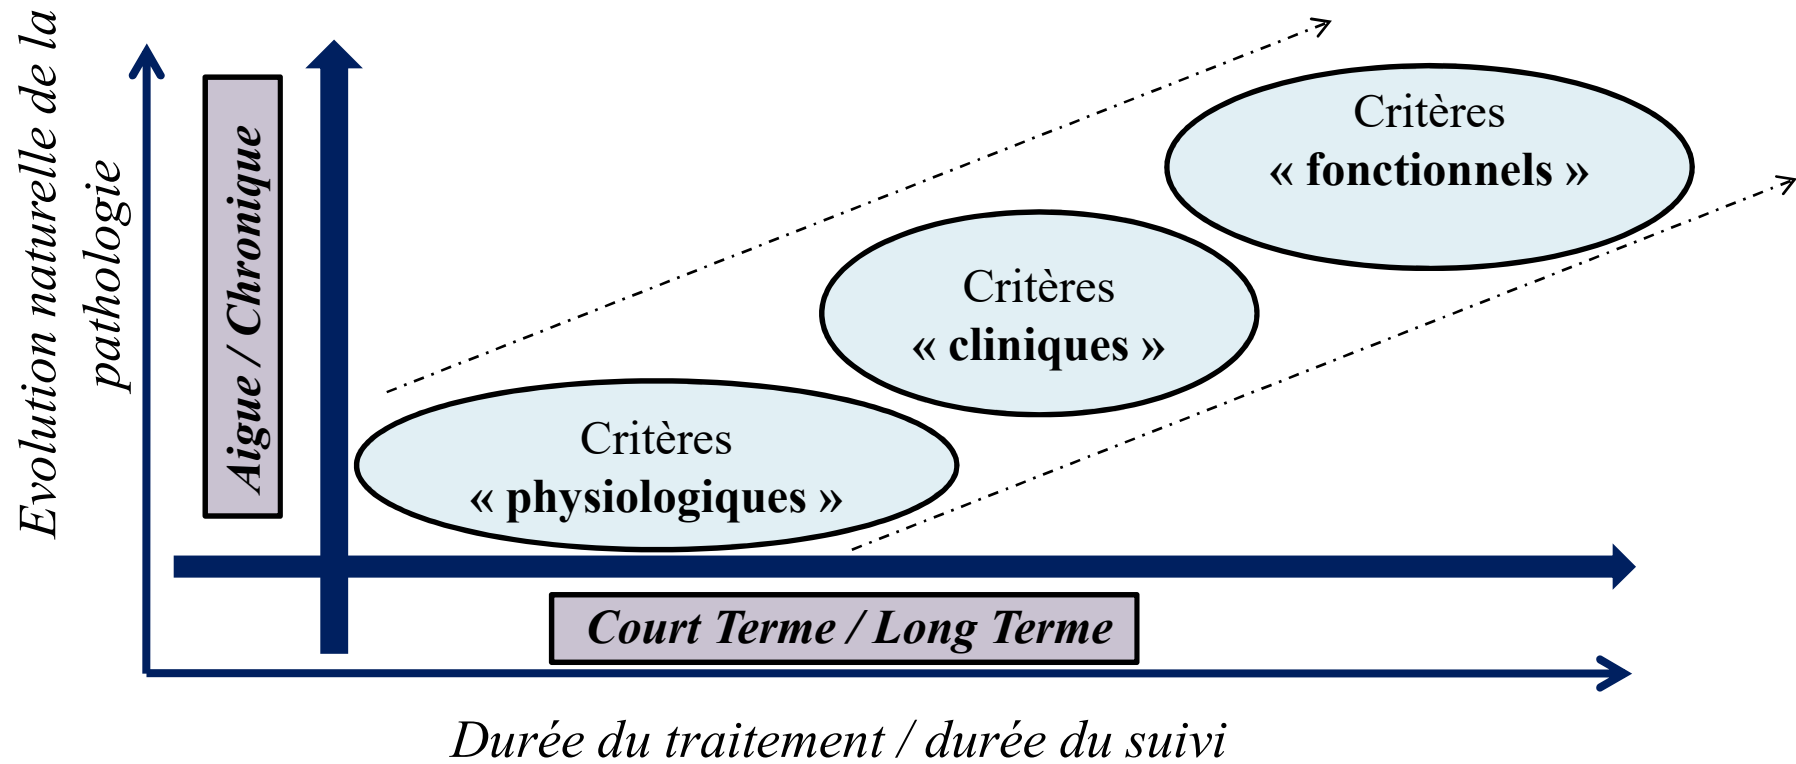 Evolution naturelle de la
pathologie
Aigue / Chronique
Critères
« fonctionnels »
Critères
« cliniques »
Critères
« physiologiques »
Court Terme / Long Terme
Durée du traitement / durée du suivi